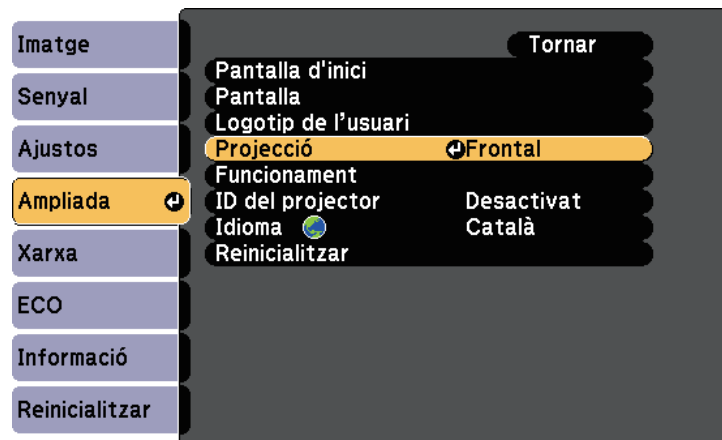 Imatge
Senyal
Ajustos
Ampliada
Xarxa
ECO
Informació
Reinicialitzar
Tornar
Pantalla d'inici
Pantalla
Logotip de l’usuari
Projecció Frontal
Funcionament
ID del projector Desactivat
Idioma Català
Reinicialitzar